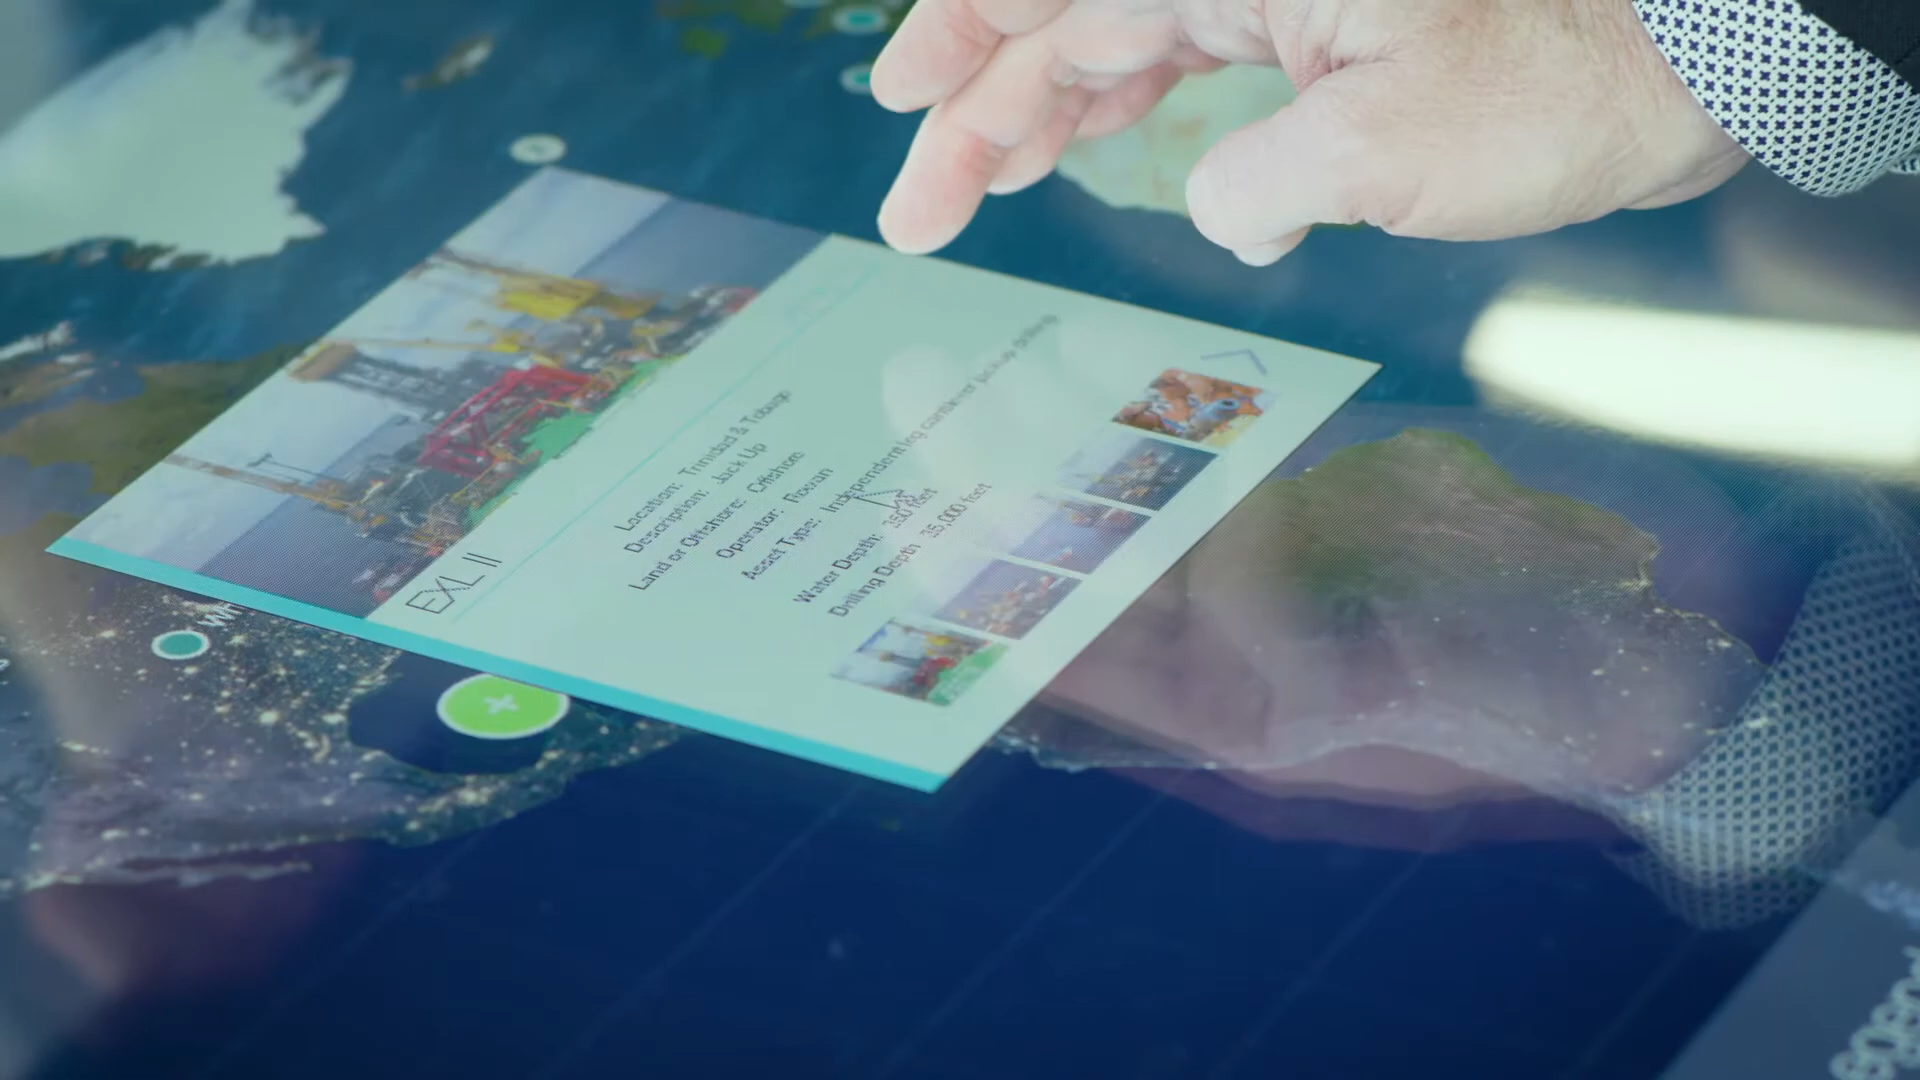 EXL II
Location: Trinidad & Tobago
Description: Jack Up
Land or Offshore: Offshore
Operator: Rowan
Asset Type: Independent leg cantilever jack-up drilling
Water Depth: 350 feet
Drilling Depth 35,000 feet